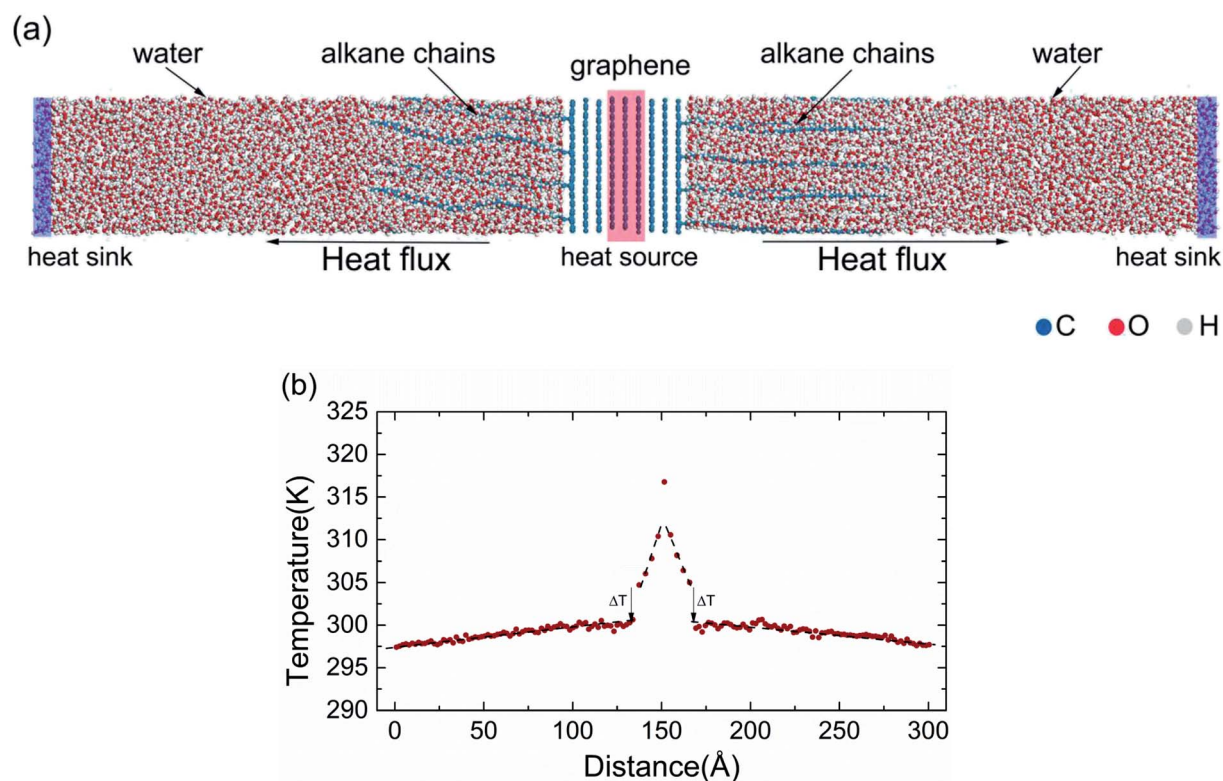 (a)
water
alkane chains
graphene
alkane chains
water
heat sink
Heat flux
heat source
Heat flux
heat sink
C O H
(b)
Temperature(K)
325
320
315
310
305
300
295
290
ΔT
ΔT
0 50 100 150 200 250 300
Distance(Å)